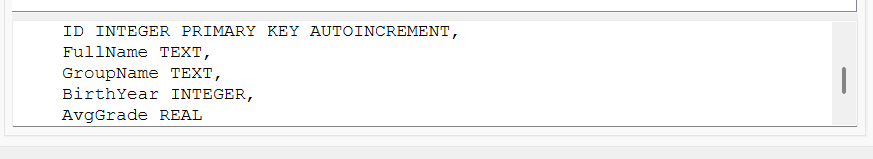 ID INTEGER PRIMARY KEY AUTOINCREMENT,
FullName TEXT,
GroupName TEXT,
BirthYear INTEGER,
AvgGrade REAL